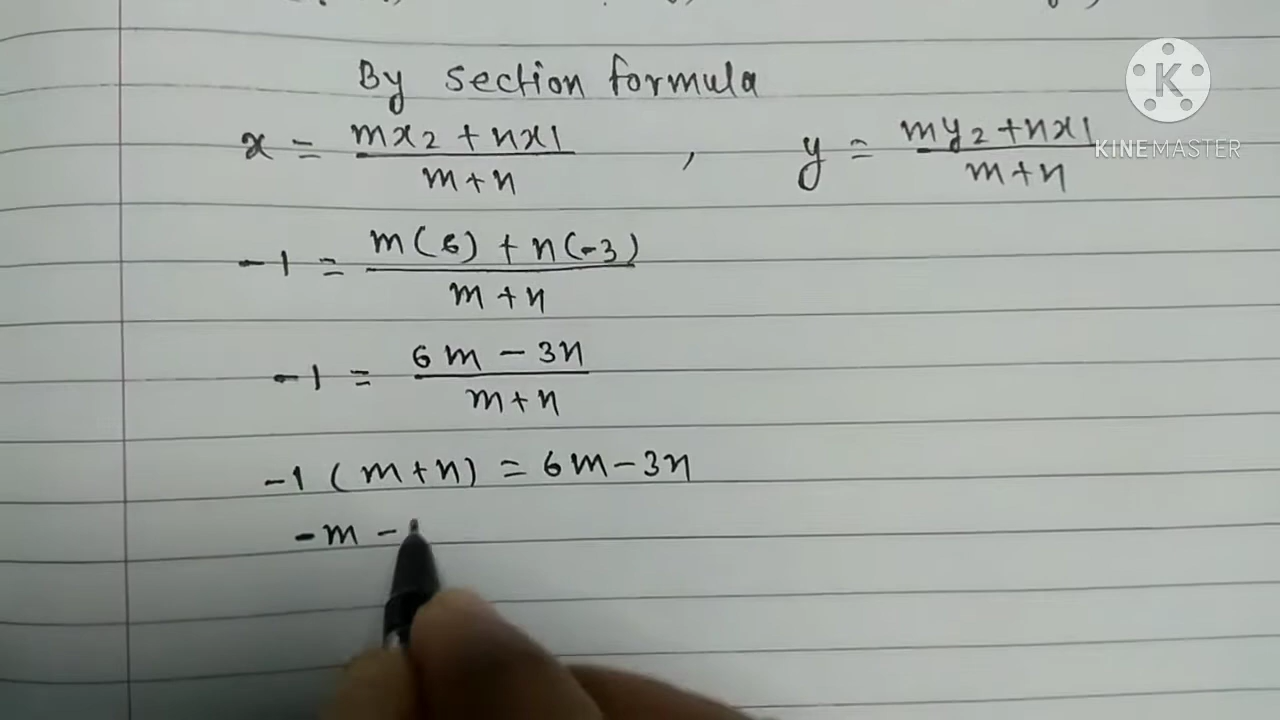 By section formula
x = mx2 + nx1 / m+n , y = my2 + nx1 / m+n
K
KINEMASTER
-1 = m(6) + n(-3) / m+n
-1 = 6m - 3n / m+n
-1 (m+n) = 6m - 3n
-m -